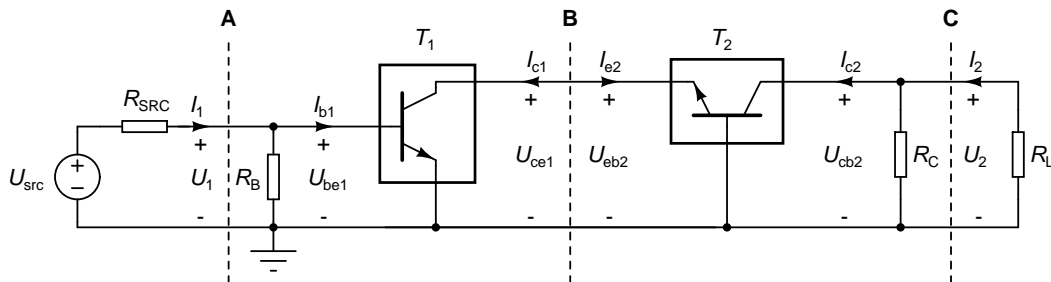 A B C
T1 T2
RSRC I1 Ib1 Ic1 Ie2 Ic2 I2
+ + + + + +
Usrc + − U1 RB Ube1 Uce1 Ueb2 Ucb2 RC U2 RL
- - - - - -